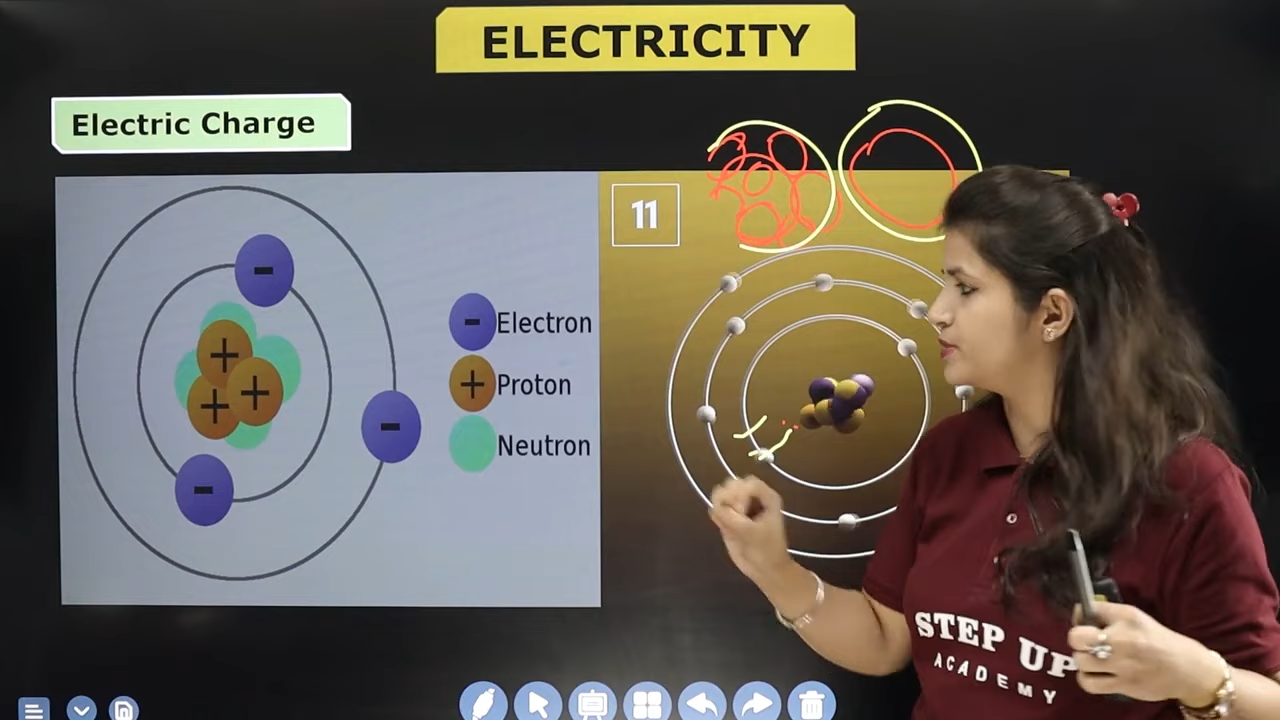 ELECTRICITY
Electric Charge
11
-
Electron
+
Proton
Neutron
-
+
+
+
-
-
STEP UP
ACADEMY